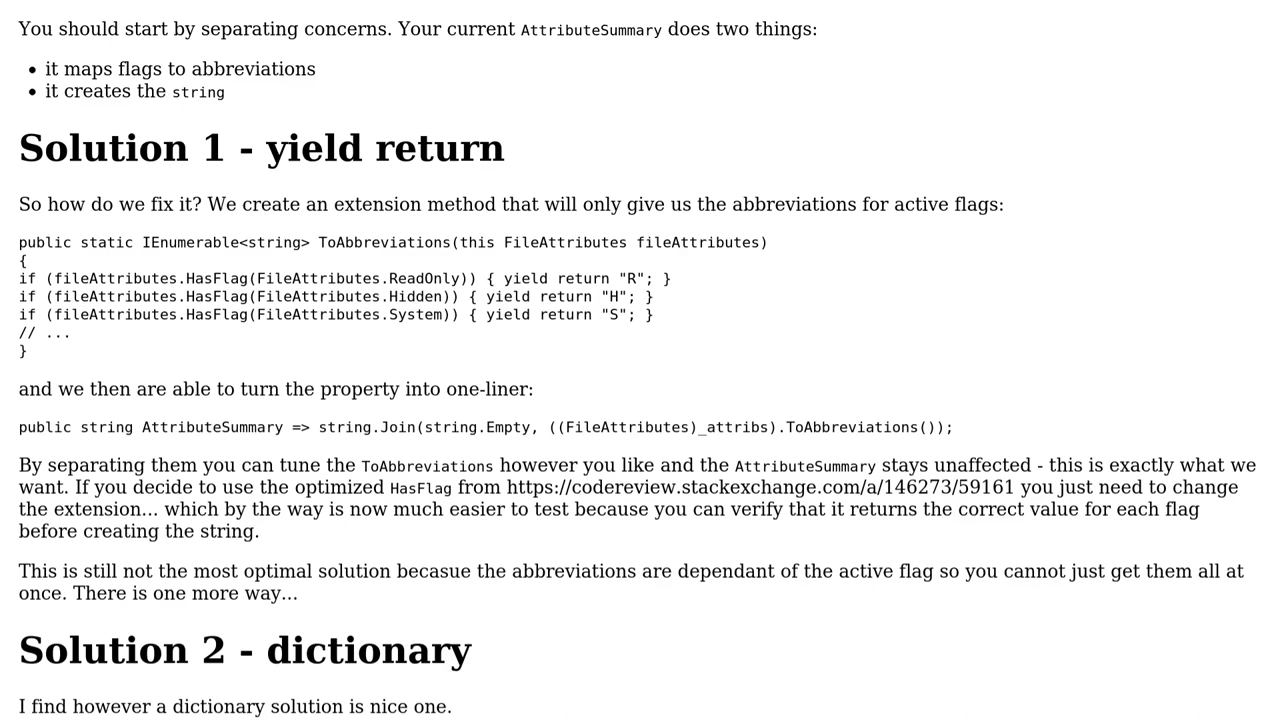 You should start by separating concerns. Your current AttributeSummary does two things:
• it maps flags to abbreviations
• it creates the string
Solution 1 - yield return
So how do we fix it? We create an extension method that will only give us the abbreviations for active flags:
public static IEnumerable<string> ToAbbreviations(this FileAttributes fileAttributes)
{
if (fileAttributes.HasFlag(FileAttributes.ReadOnly)) { yield return "R"; }
if (fileAttributes.HasFlag(FileAttributes.Hidden)) { yield return "H"; }
if (fileAttributes.HasFlag(FileAttributes.System)) { yield return "S"; }
// ...
}
and we then are able to turn the property into one-liner:
public string AttributeSummary => string.Join(string.Empty, ((FileAttributes)_attribs).ToAbbreviations());
By separating them you can tune the ToAbbreviations however you like and the AttributeSummary stays unaffected - this is exactly what we
want. If you decide to use the optimized HasFlag from https://codereview.stackexchange.com/a/146273/59161 you just need to change
the extension... which by the way is now much easier to test because you can verify that it returns the correct value for each flag
before creating the string.
This is still not the most optimal solution becasue the abbreviations are dependant of the active flag so you cannot just get them all at
once. There is one more way...
Solution 2 - dictionary
I find however a dictionary solution is nice one.